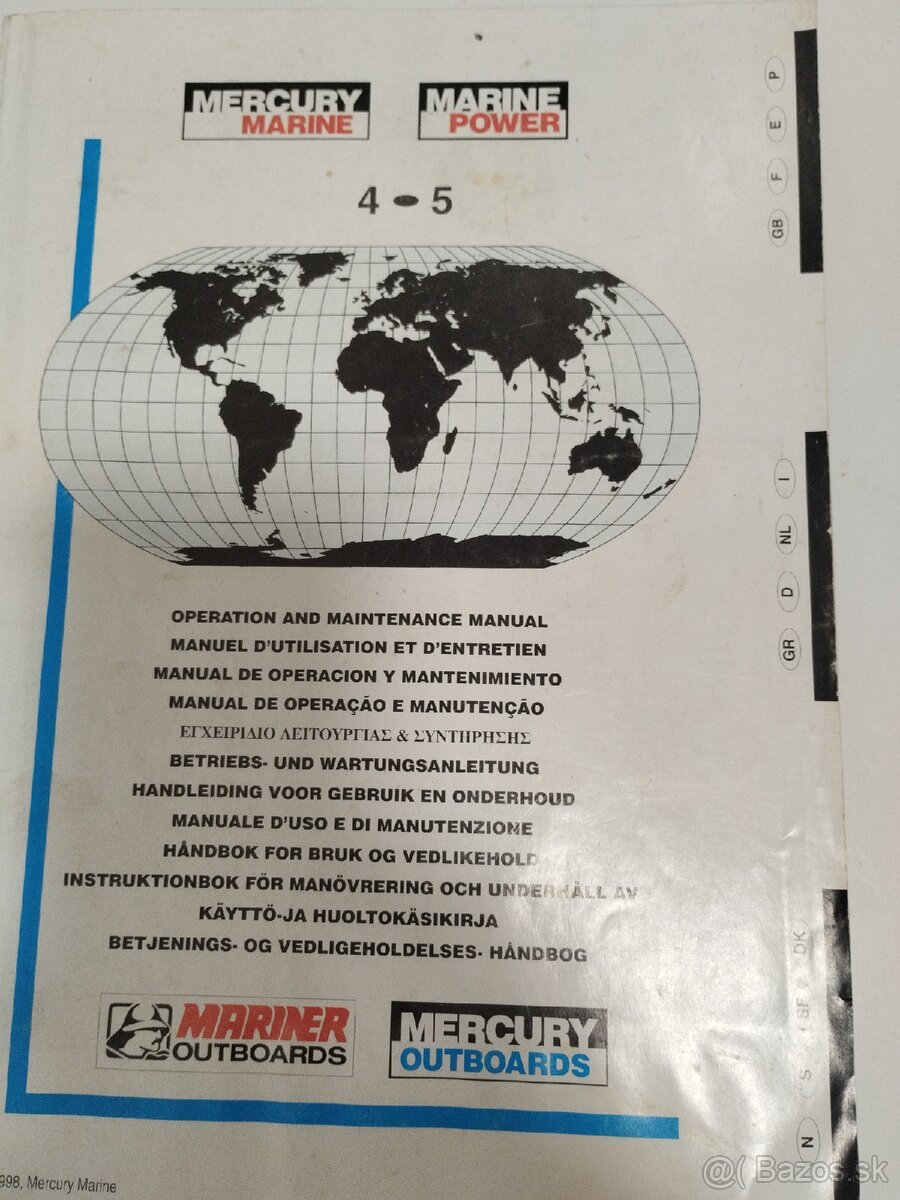 MERCURY
MARINE
MARINE
POWER
4 • 5
P
E
F
GB
I
NL
D
GR
OPERATION AND MAINTENANCE MANUAL
MANUEL D'UTILISATION ET D'ENTRETIEN
MANUAL DE OPERACION Y MANTENIMIENTO
MANUAL DE OPERAÇÃO E MANUTENÇÃO
ΕΓΧΕΙΡΙΔΙΟ ΛΕΙΤΟΥΡΓΙΑΣ & ΣΥΝΤΗΡΗΣΗΣ
BETRIEBS- UND WARTUNGSANLEITUNG
HANDLEIDING VOOR GEBRUIK EN ONDERHOUD
MANUALE D'USO E DI MANUTENZIONE
HÅNDBOK FOR BRUK OG VEDLIKEHOLD
INSTRUKTIONBOK FÖR MANÖVRERING OCH UNDERHÅLL AV
KÄYTTÖ-JA HUOLTOKÄSIKIRJA
BETJENINGS- OG VEDLIGEHOLDELSES- HÅNDBOG
DK
SF
S
N
MARINER
OUTBOARDS
MERCURY
OUTBOARDS
998, Mercury Marine
@( Bazos.sk